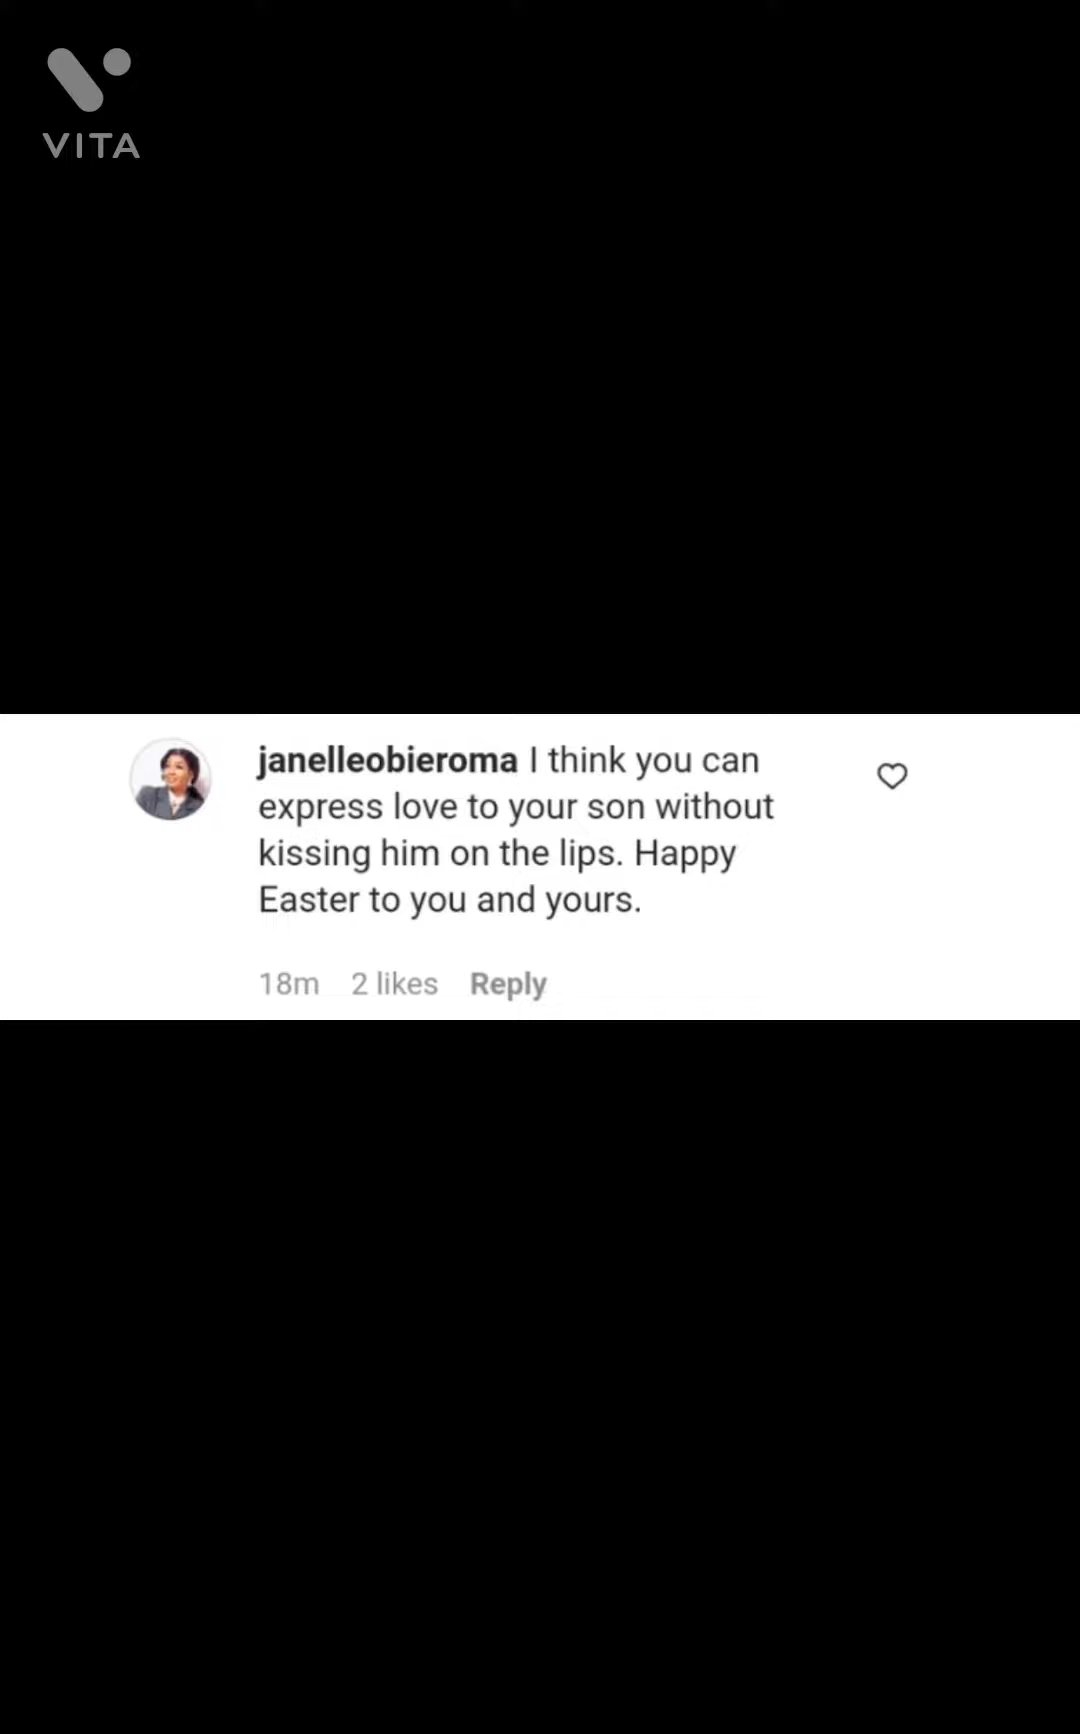 VITA
janelleobieroma I think you can
express love to your son without
kissing him on the lips. Happy
Easter to you and yours.
18m 2 likes Reply